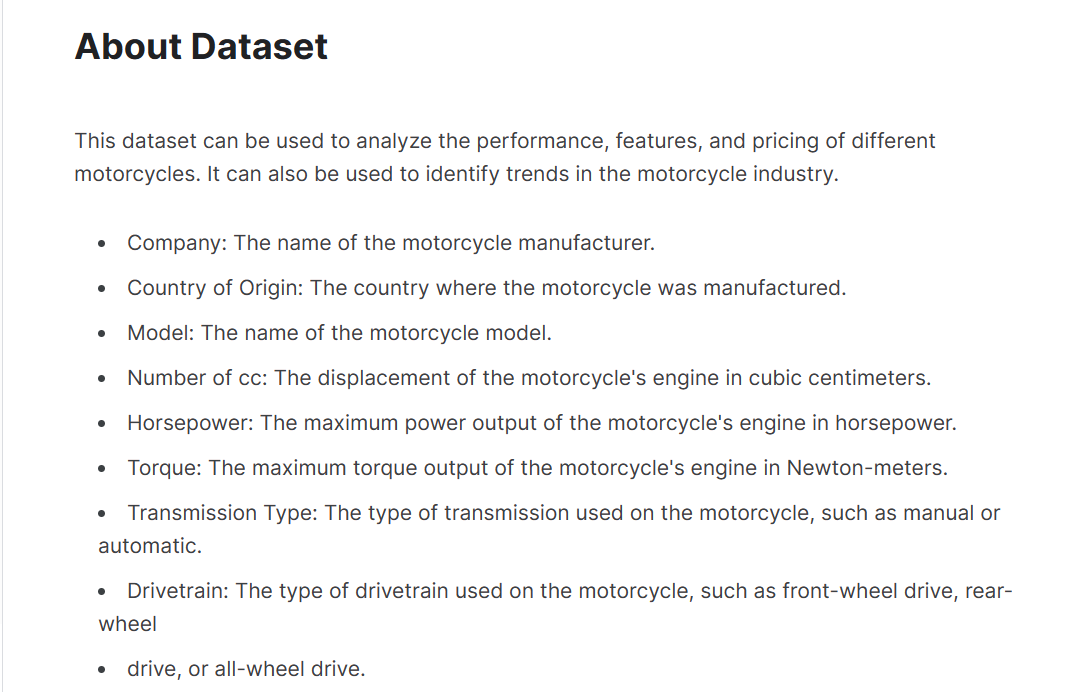 About Dataset
This dataset can be used to analyze the performance, features, and pricing of different
motorcycles. It can also be used to identify trends in the motorcycle industry.
• Company: The name of the motorcycle manufacturer.
• Country of Origin: The country where the motorcycle was manufactured.
• Model: The name of the motorcycle model.
• Number of cc: The displacement of the motorcycle's engine in cubic centimeters.
• Horsepower: The maximum power output of the motorcycle's engine in horsepower.
• Torque: The maximum torque output of the motorcycle's engine in Newton-meters.
• Transmission Type: The type of transmission used on the motorcycle, such as manual or
automatic.
• Drivetrain: The type of drivetrain used on the motorcycle, such as front-wheel drive, rear-
wheel
• drive, or all-wheel drive.